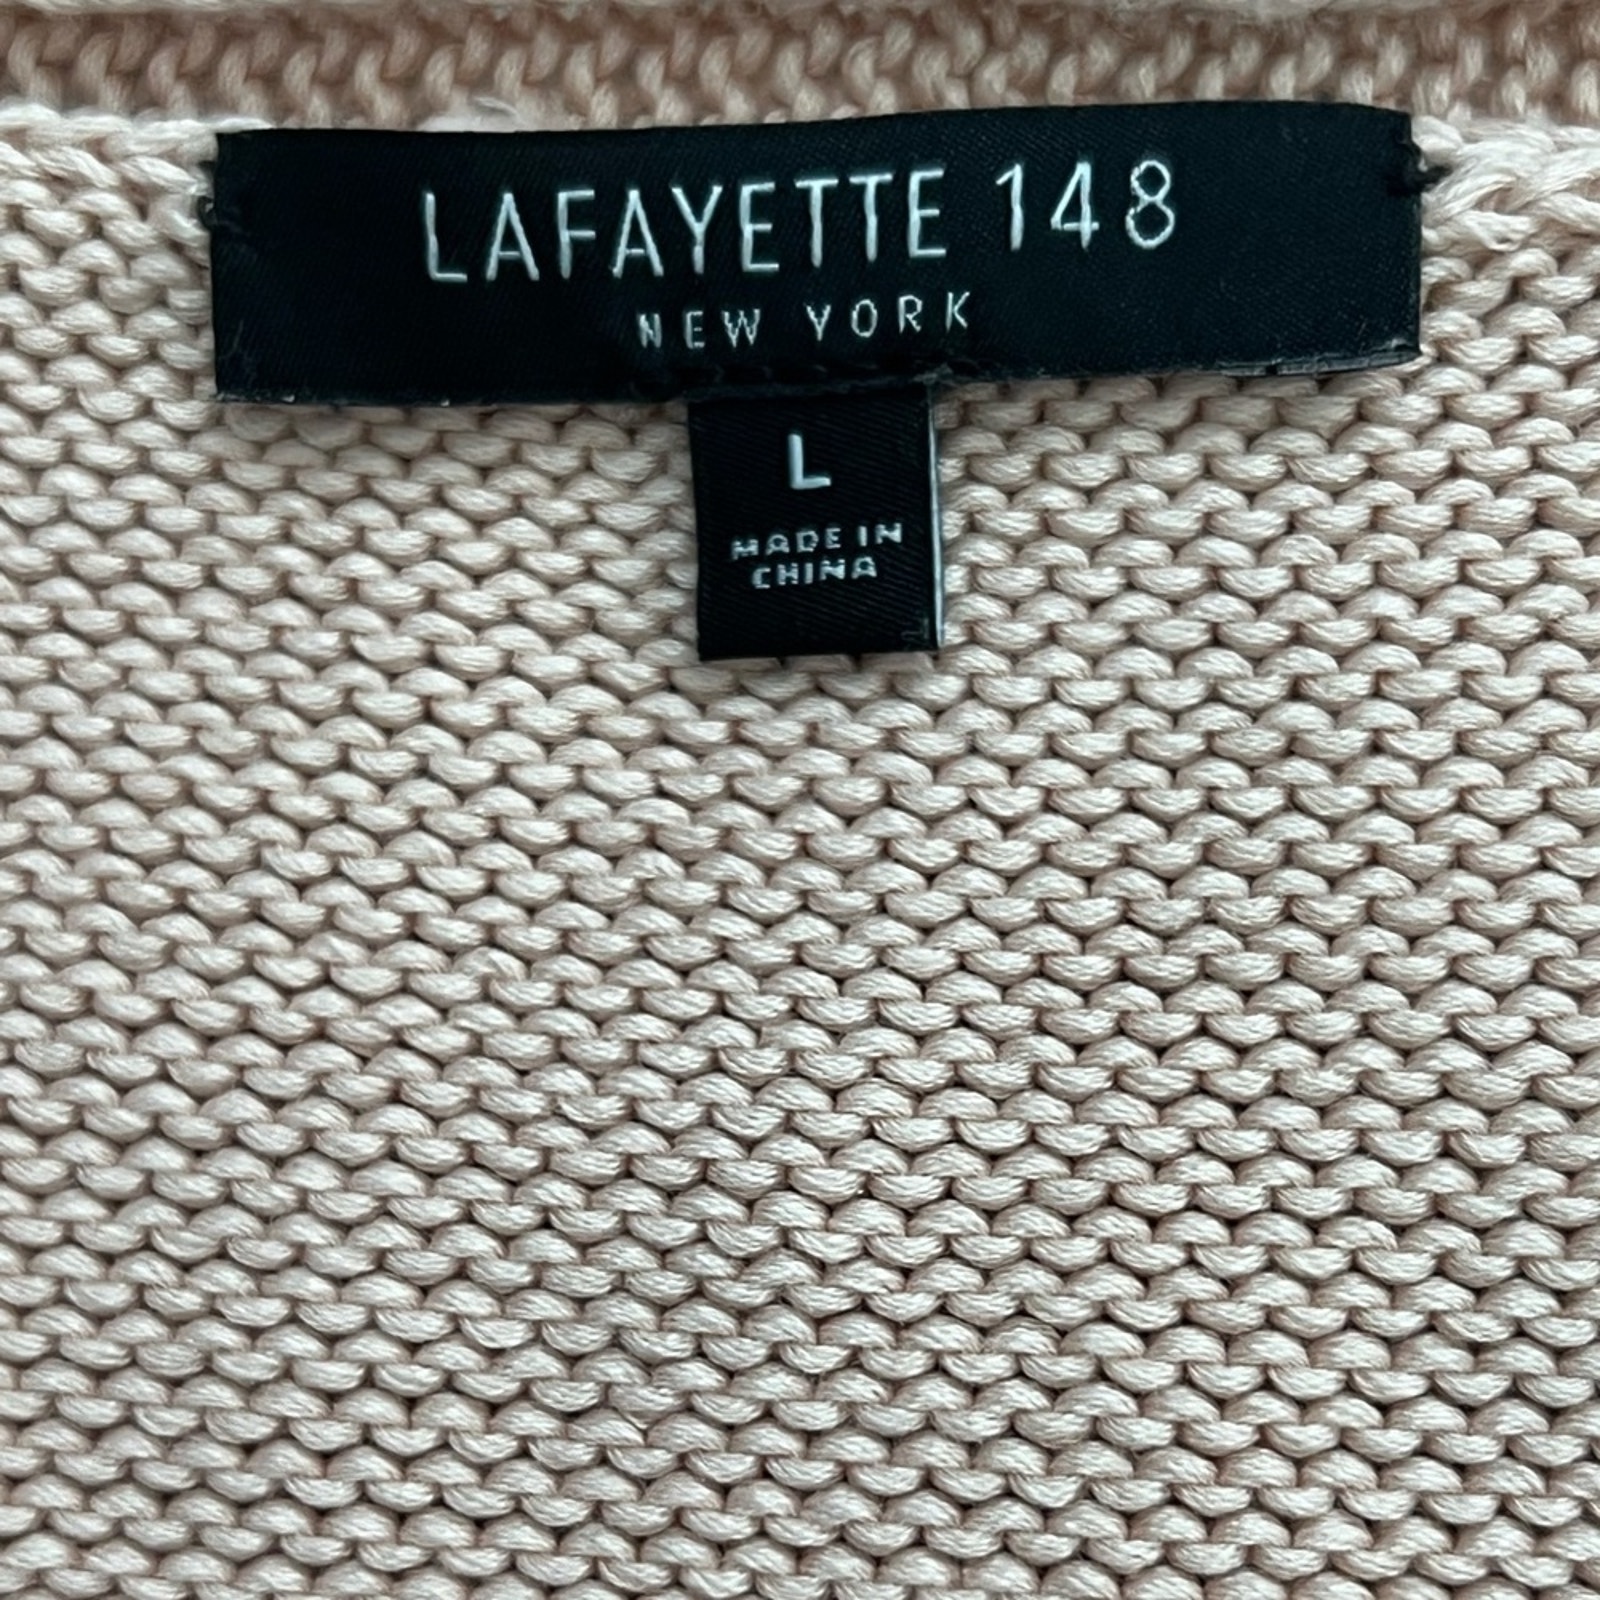 LAFAYETTE 148
NEW YORK
L
MADE IN
CHINA